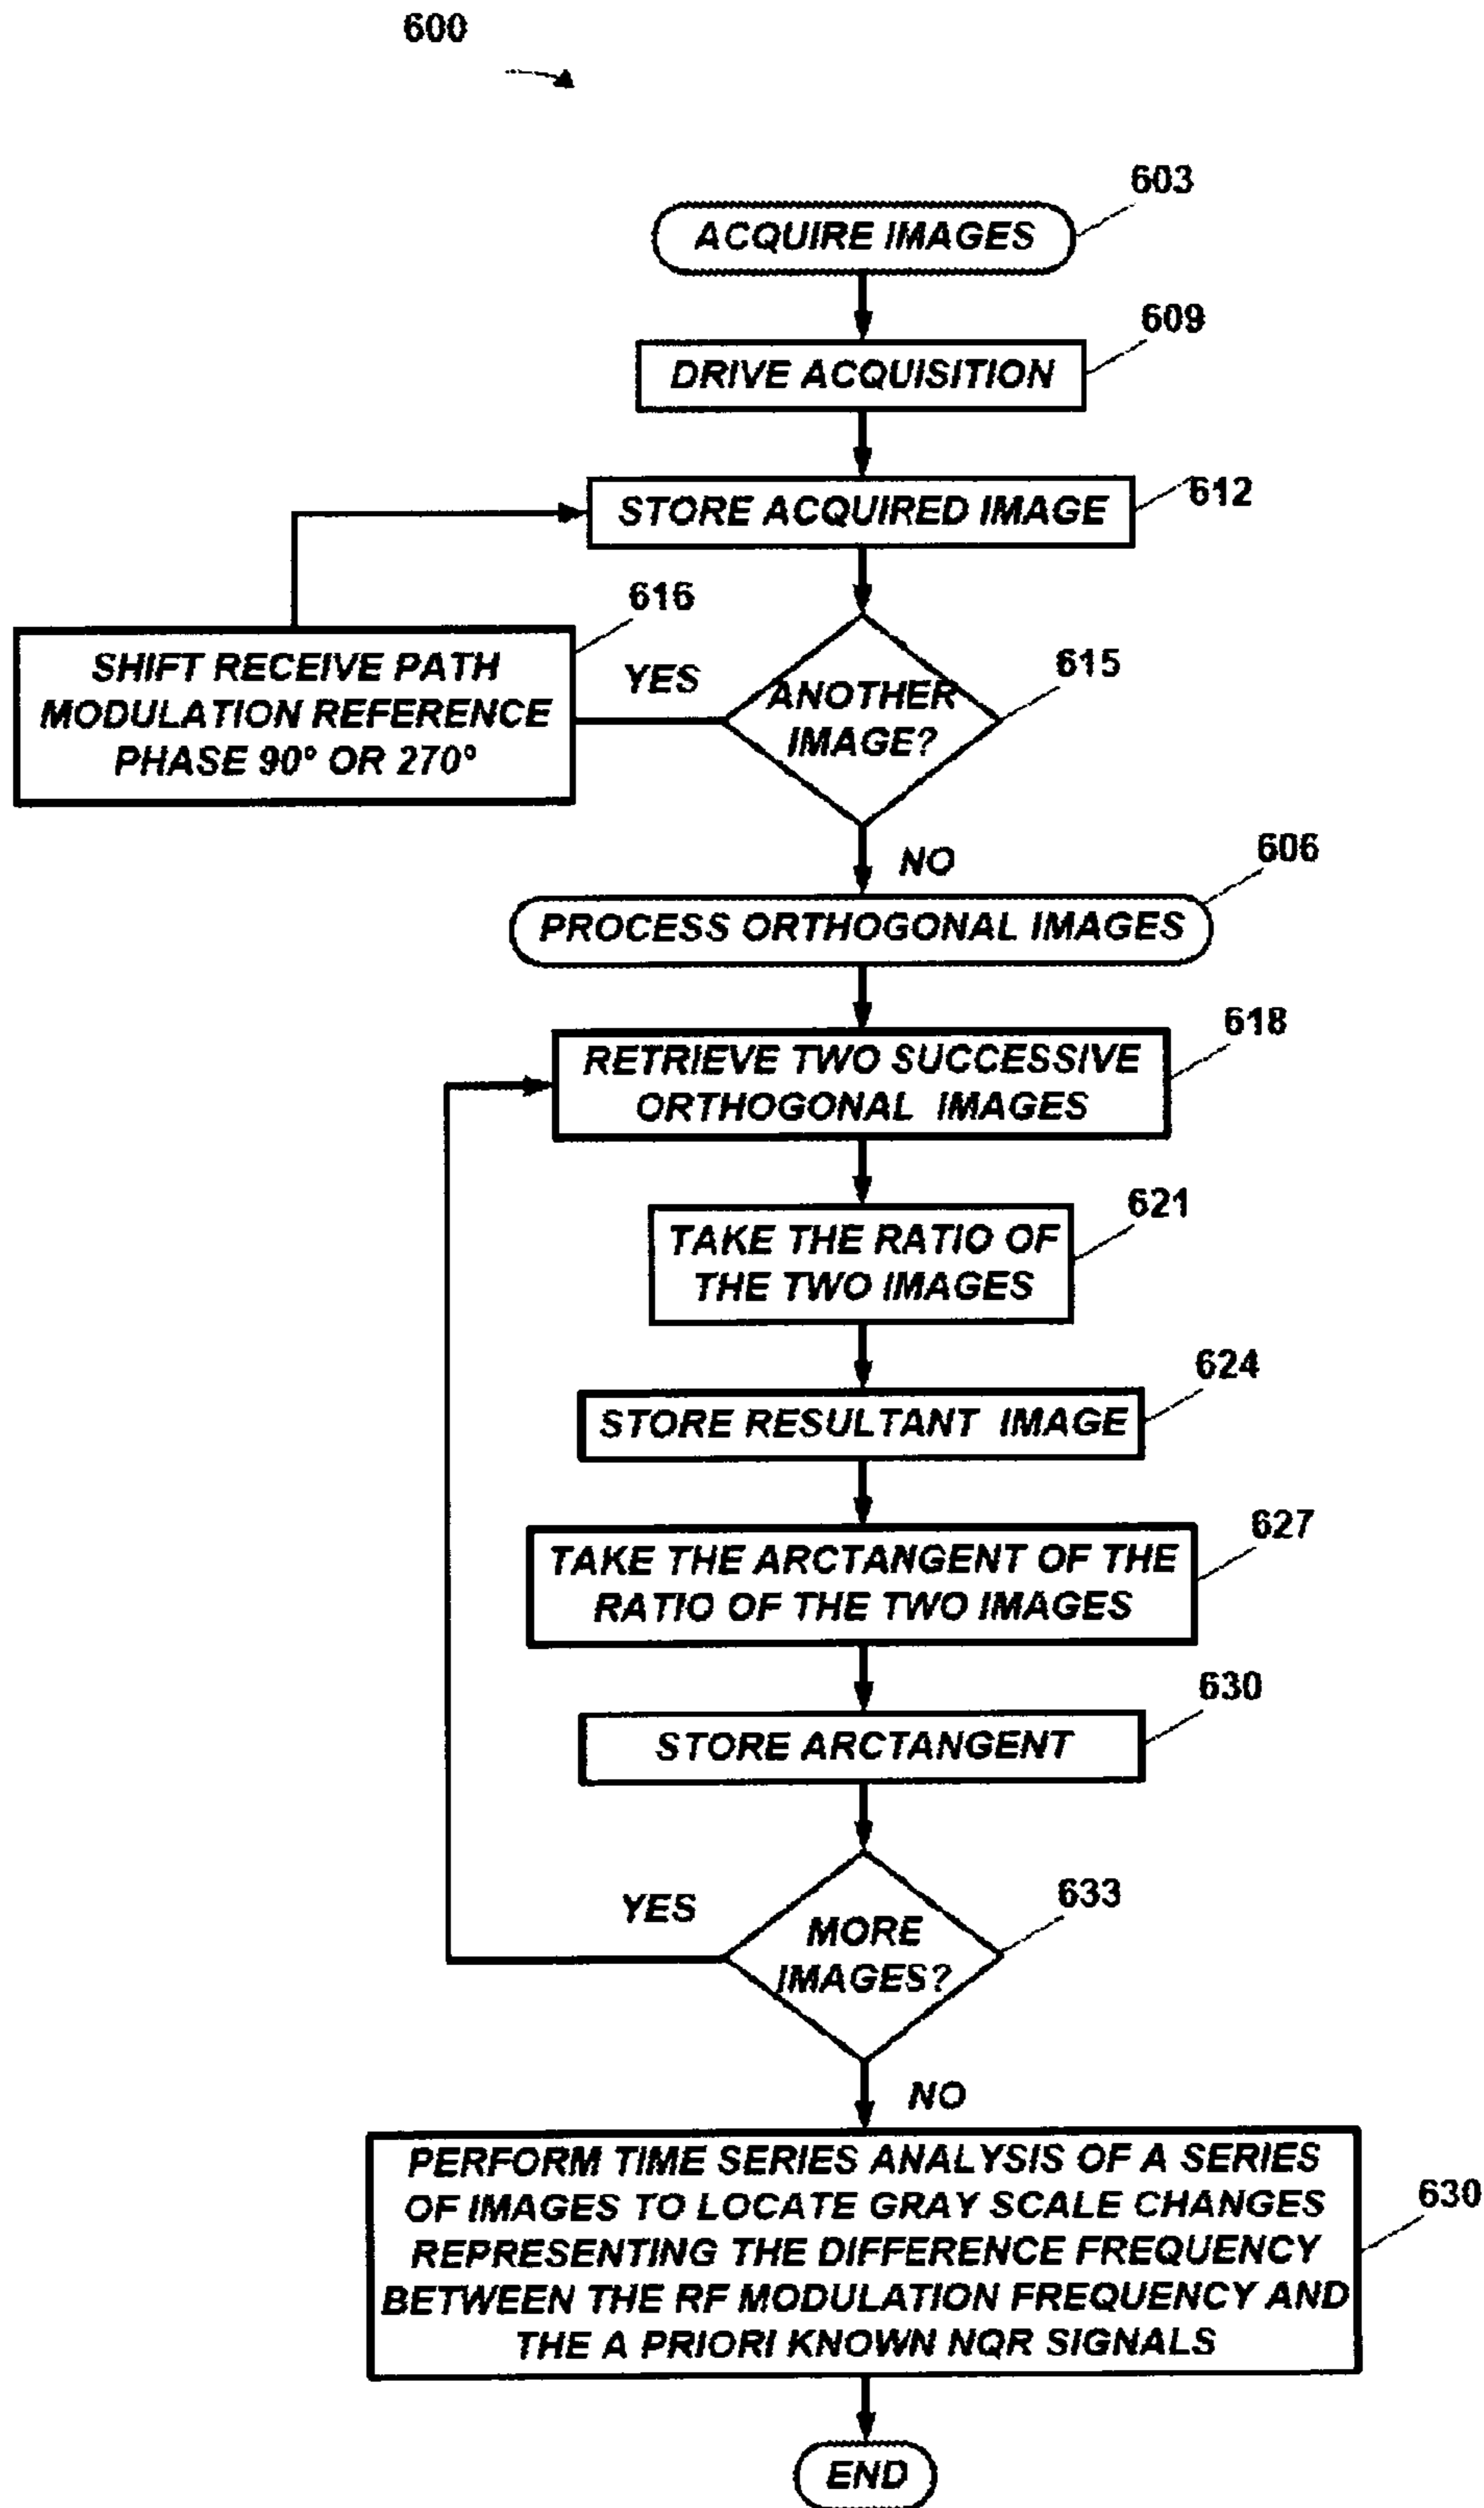 600
603
ACQUIRE IMAGES
609
DRIVE ACQUISITION
612
STORE ACQUIRED IMAGE
616
SHIFT RECEIVE PATH
MODULATION REFERENCE
PHASE 90° OR 270°
YES
615
ANOTHER
IMAGE?
NO
606
PROCESS ORTHOGONAL IMAGES
618
RETRIEVE TWO SUCCESSIVE
ORTHOGONAL IMAGES
621
TAKE THE RATIO OF
THE TWO IMAGES
624
STORE RESULTANT IMAGE
627
TAKE THE ARCTANGENT OF THE
RATIO OF THE TWO IMAGES
630
STORE ARCTANGENT
YES
633
MORE
IMAGES?
NO
PERFORM TIME SERIES ANALYSIS OF A SERIES
OF IMAGES TO LOCATE GRAY SCALE CHANGES
REPRESENTING THE DIFFERENCE FREQUENCY
BETWEEN THE RF MODULATION FREQUENCY AND
THE A PRIORI KNOWN NQR SIGNALS
630
END